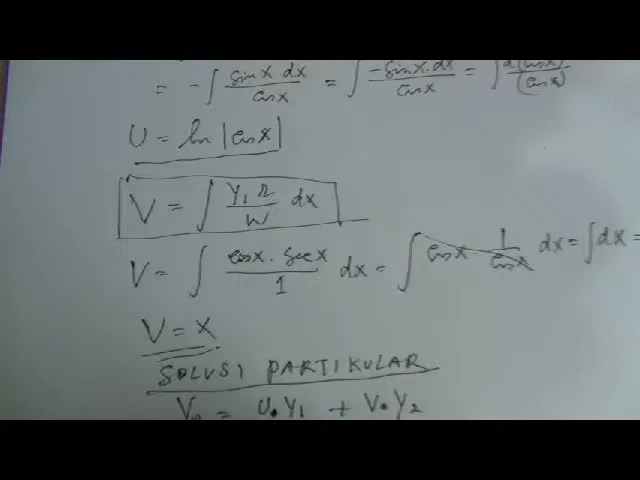 = -∫ sin x dx / cos x = ∫ -sin x . dx / cos x = ∫ d(cos x) / (cos x)
U = ln |cos x|
V = ∫ y₁ r / W dx
V = ∫ cos x . sec x / 1 dx = ∫ cos x . 1 / cos x dx = ∫ dx =
V = x
SOLUSI PARTIKULAR
= U. y₁ + V. y₂